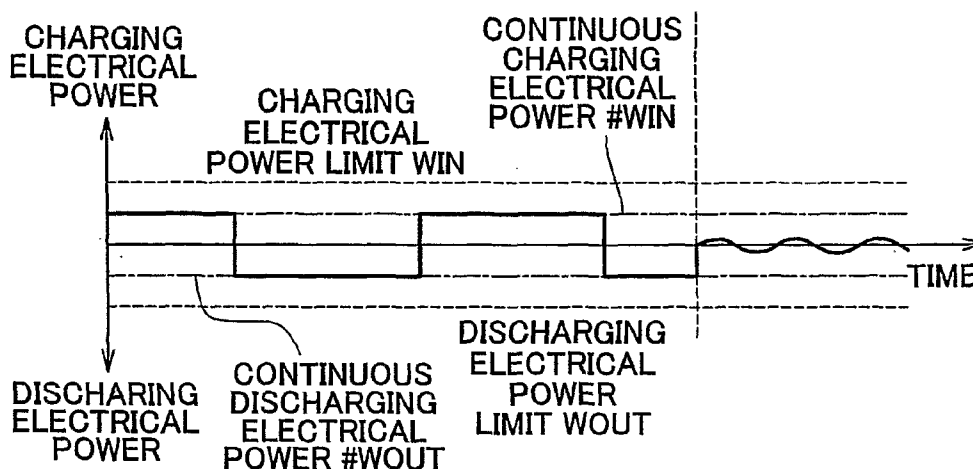 CHARGING
ELECTRICAL
POWER
CHARGING
ELECTRICAL
POWER LIMIT WIN
CONTINUOUS
CHARGING
ELECTRICAL
POWER #WIN
TIME
DISCHARING
ELECTRICAL
POWER
CONTINUOUS
DISCHARGING
ELECTRICAL
POWER #WOUT
DISCHARGING
ELECTRICAL
POWER
LIMIT WOUT